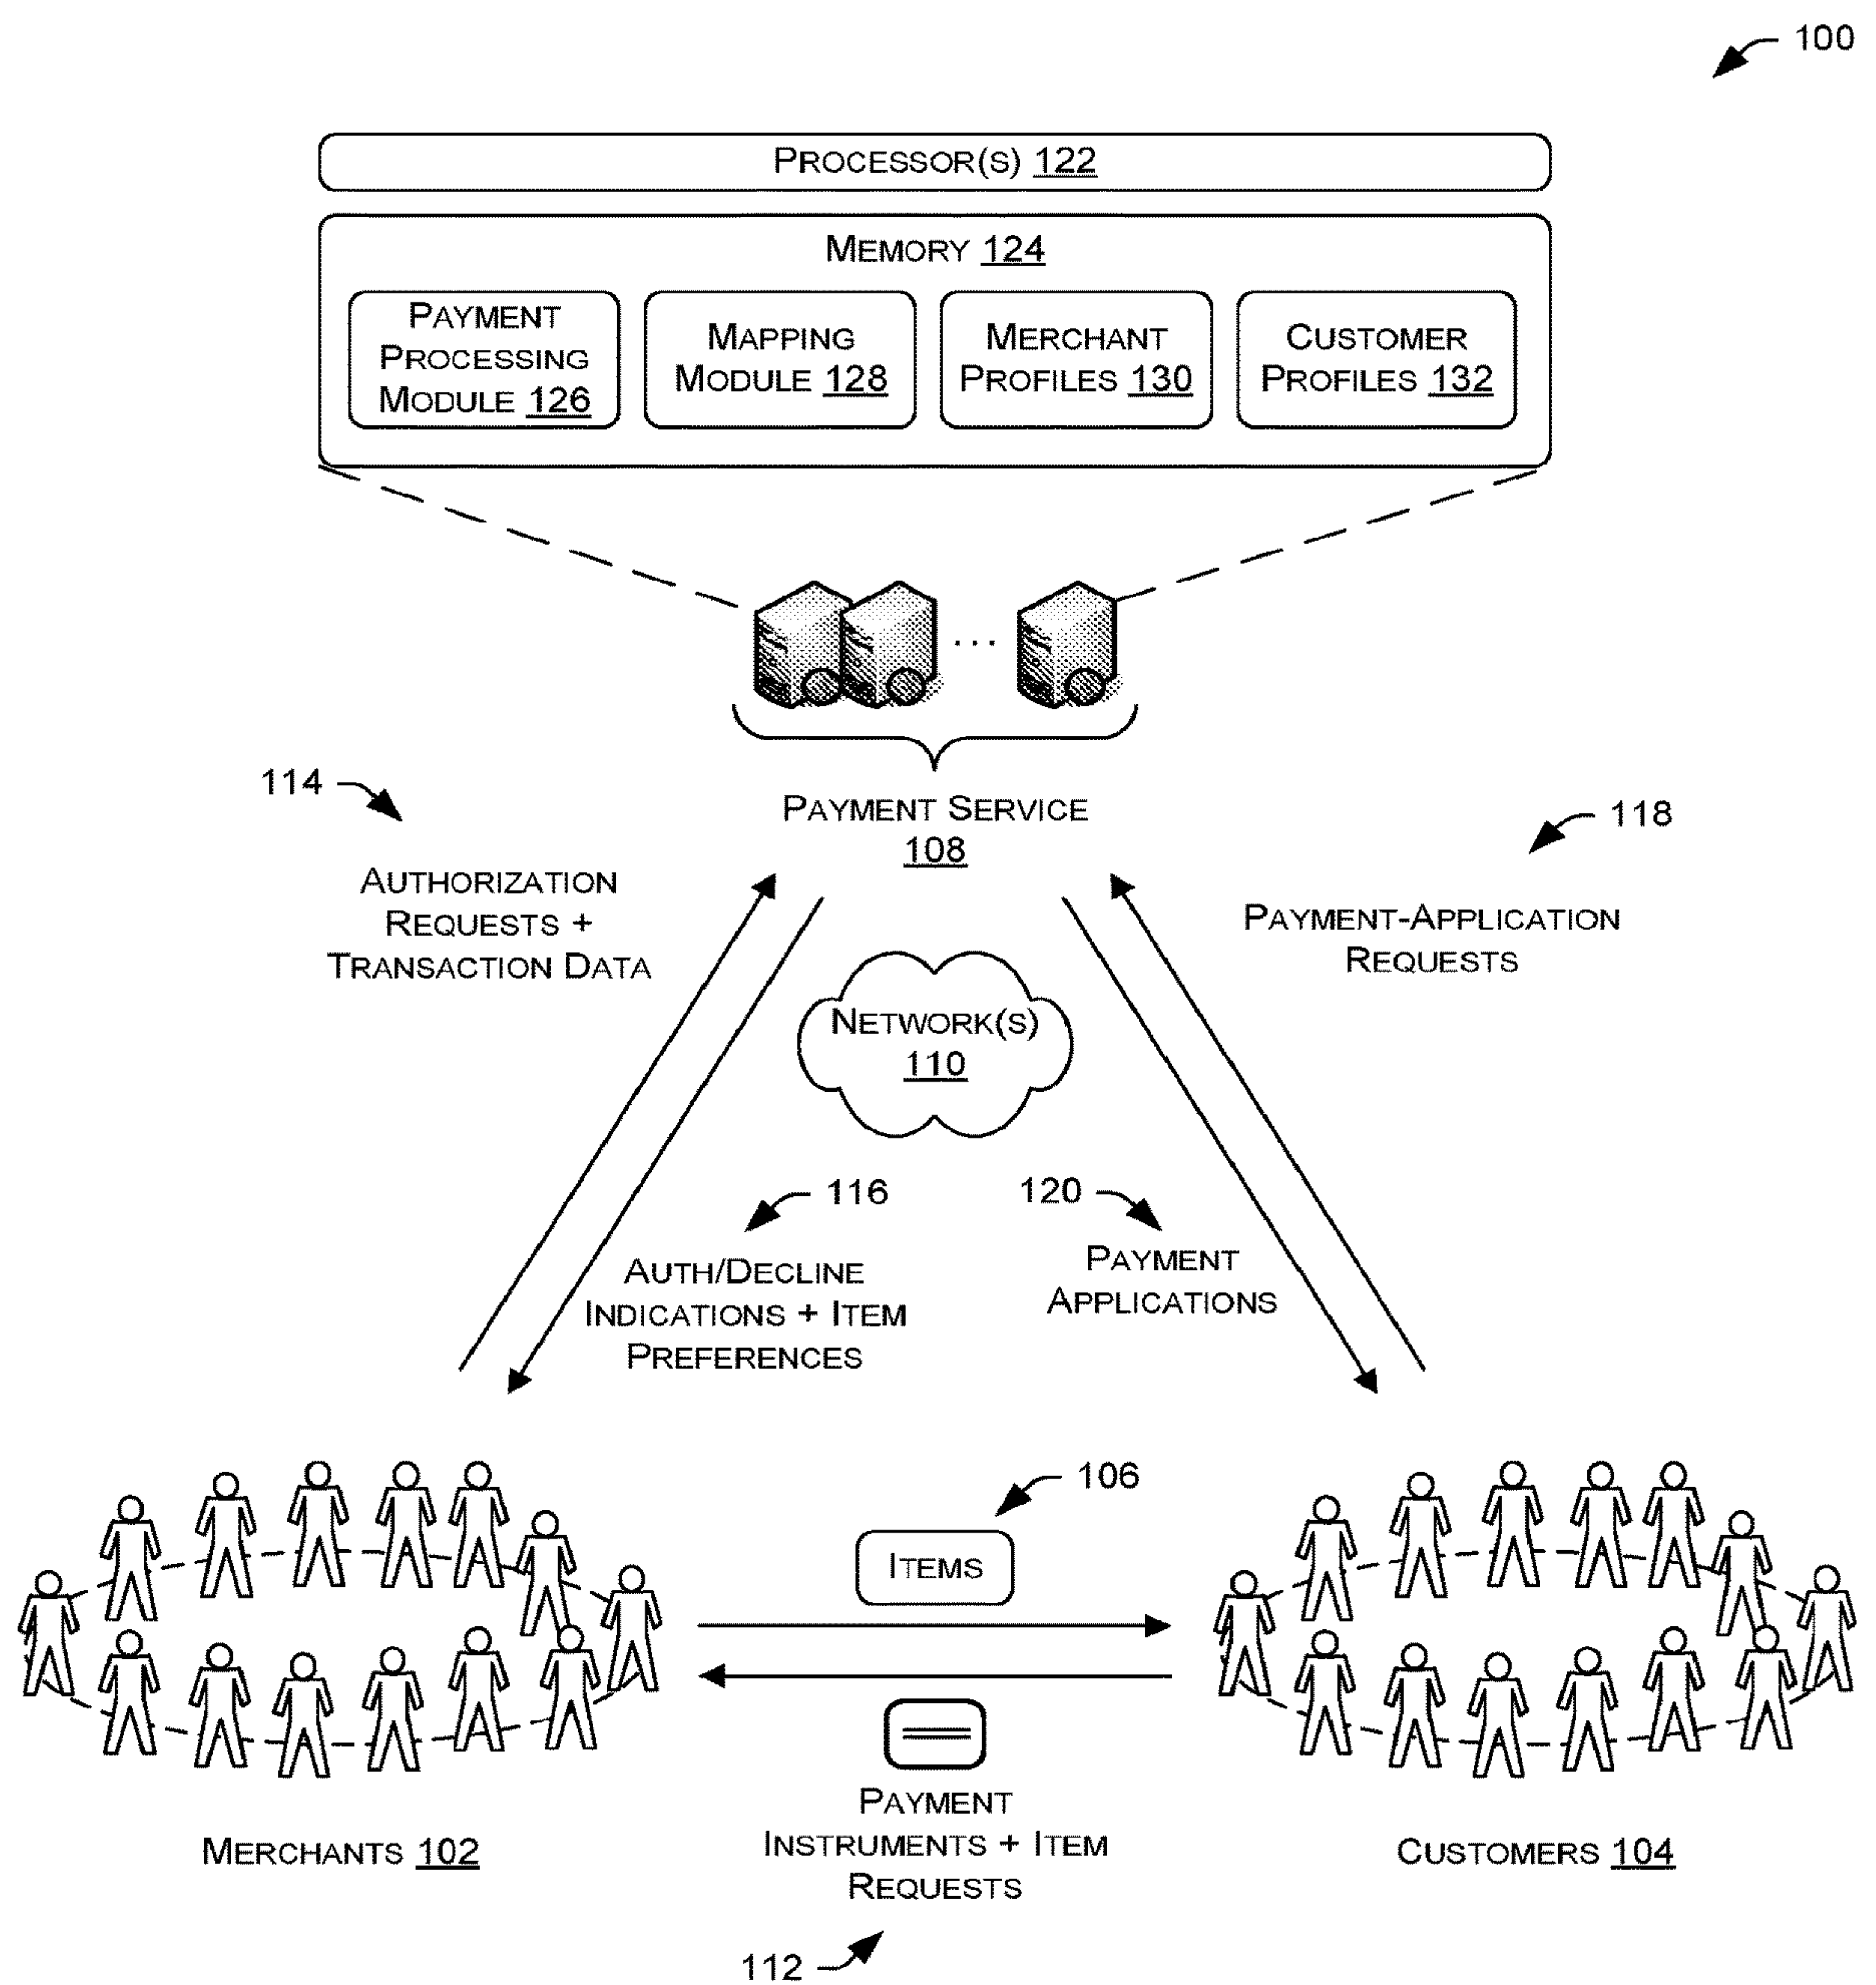 100
PROCESSOR(S) 122
MEMORY 124
PAYMENT
PROCESSING
MODULE 126
MAPPING
MODULE 128
MERCHANT
PROFILES 130
CUSTOMER
PROFILES 132
114
PAYMENT SERVICE
108
118
AUTHORIZATION
REQUESTS +
TRANSACTION DATA
PAYMENT-APPLICATION
REQUESTS
NETWORK(S)
110
116
AUTH/DECLINE
INDICATIONS + ITEM
PREFERENCES
120
PAYMENT
APPLICATIONS
106
ITEMS
PAYMENT
INSTRUMENTS + ITEM
REQUESTS
112
MERCHANTS 102
CUSTOMERS 104